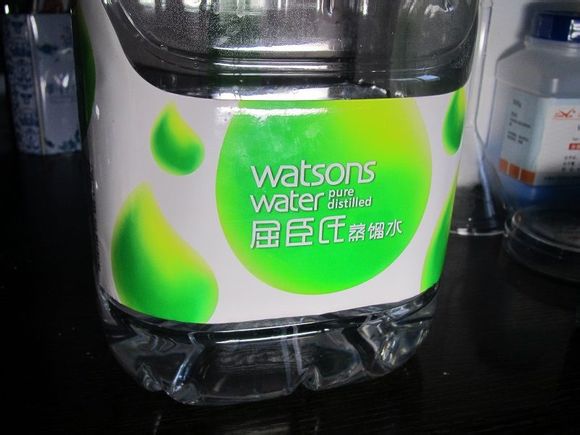 watsons
water pure distilled
屈臣氏蒸馏水